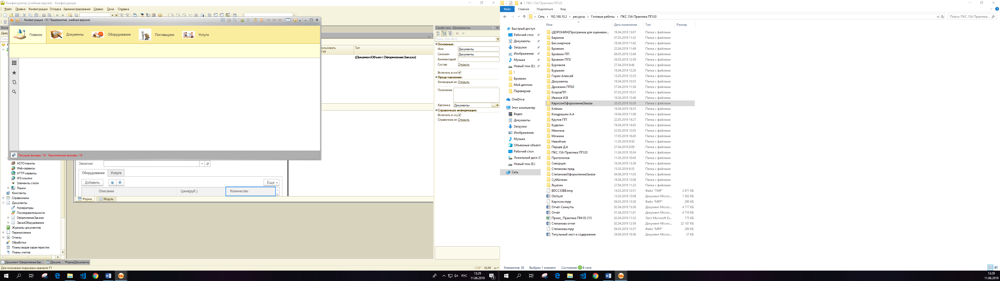 Конфигуратор (учебная версия) - Конфигурация
Файл Правка Конфигурация Отладка Администрирование Сервис Окна Справка
Конфигурация (1С:Предприятие, учебная версия)
M M+ M-
Главное Документы Оборудование Поставщики Услуги
Текущие вызовы: 14 Накопленные вызовы: 14
Тип
(ДокументОбъект.ОформлениеЗаказа)
Заказчик:
Оборудование Услуги
Добавить Еще
Описание Цена(руб.) Количество
Форма Модуль
XDTO-пакеты
Web-сервисы
HTTP-сервисы
WS-ссылки
Элементы стиля
Языки
Константы
Справочники
Документы
Нумераторы
Последовательности
ОформлениеЗаказа
ЗаказОборудования
Журналы документов
Перечисления
Отчеты
Обработки
Планы видов характеристик
Планы счетов
Документ ОформлениеЗак... Докуме...: ФормаДокумента
Для получения подсказки нажмите F1
CAP NUM ru
Свойства: Документы
Поиск (Ctrl+Alt+I)
Основные:
Имя Документы
Синоним Документы
Комментарий
Состав Открыть
Включать в ко
Представление:
Командный ин Открыть
Пояснение
Картинка Документы ...
Справочная информация:
Включать в со
Справочная ин Открыть
РУС 13:29
11.06.2019
ПКС.15А Практика ПП.03
Файл Главная Поделиться Вид
Сеть 192.168.10.2 ресурсы Готовые работы ПКС.15А Практика ПП.03
Поиск: ПКС.15А Практика...
Быстрый доступ
Рабочий стол
Документы
Загрузки
Изображения
Музыка
Новый том (E:)
!
Бровкин
Мой диплом
Переверзев
OneDrive
Этот компьютер
Видео
Документы
Загрузки
Изображения
Музыка
Объемные объект
Рабочий стол
Локальный диск (C
Новый том (E:)
Сеть
Имя Дата изменения Тип Размер
(ДОРОНИН)Программа для оцениван... 19.04.2019 13:07 Папка с файлами
Баринов 07.05.2019 11:32 Папка с файлами
Бессмертнов 19.04.2019 11:42 Папка с файлами
Бровкин 22.04.2019 11:49 Папка с файлами
Бровкин ПП 08.05.2019 13:04 Папка с файлами
Бровкин ПП2 29.05.2019 12:59 Папка с файлами
Бурлаков 27.04.2019 9:46 Папка с файлами
Бурыкин 19.04.2019 12:20 Папка с файлами
Горин Алексей 13.05.2019 12:35 Папка с файлами
Документы 19.04.2019 10:55 Папка с файлами
Дрожжин ПП03 27.04.2019 11:56 Папка с файлами
ЕгоровПП 07.05.2019 10:31 Папка с файлами
Иванов И.В 19.04.2019 15:40 Папка с файлами
КарлсонОформлениеЗаказа 20.05.2019 10:30 Папка с файлами
Клёнин 19.04.2019 14:35 Папка с файлами
Кондрашин А.А 19.04.2019 11:08 Папка с файлами
Крутов ПП 22.05.2019 14:27 Папка с файлами
Куделин 19.04.2019 14:03 Папка с файлами
Мингела 22.05.2019 12:05 Папка с файлами
Можина 17.05.2019 16:45 Папка с файлами
Навойчик 11.05.2019 9:50 Папка с файлами
Перцев Д.А 27.04.2019 8:09 Папка с файлами
ПКС.15А Практика ПП.03 11.04.2019 10:34 Папка с файлами
Протопопов 11.05.2019 10:45 Папка с файлами
Скворцов 16.04.2019 13:38 Папка с файлами
Степанова пред 13.05.2019 9:35 Папка с файлами
СтепановаОформлениеЗаказа 04.06.2019 11:03 Папка с файлами
Субботкин 19.04.2019 13:08 Папка с файлами
Яшагин 27.04.2019 11:25 Папка с файлами
BDCC53BB.tmp 14.03.2019 12:51 Файл "TMP" 2 671 КБ
Otchyot 13.03.2019 13:09 Документ Micros... 1 502 КБ
Карлсон.mpp 04.03.2019 13:30 Файл "MPP" 290 КБ
Отчёт Скинутть 02.04.2019 13:36 Документ Micros... 4 717 КБ
Отчёт 01.04.2019 11:01 Документ Micros... 4 710 КБ
Произ_ Практика ПМ 03 215 02.04.2019 11:52 Лист Microsoft Ex... 175 КБ
Степанова отчет 02.04.2019 12:59 Документ Micros... 22 187 КБ
Степанова.mpp 04.03.2019 13:37 Файл "MPP" 290 КБ
Титульный лист и содержание 29.04.2019 10:56 Документ Micros... 27 КБ
Элементов: 38 Выбран 1 элемент Состояние: В сети
13:29
11.06.2019